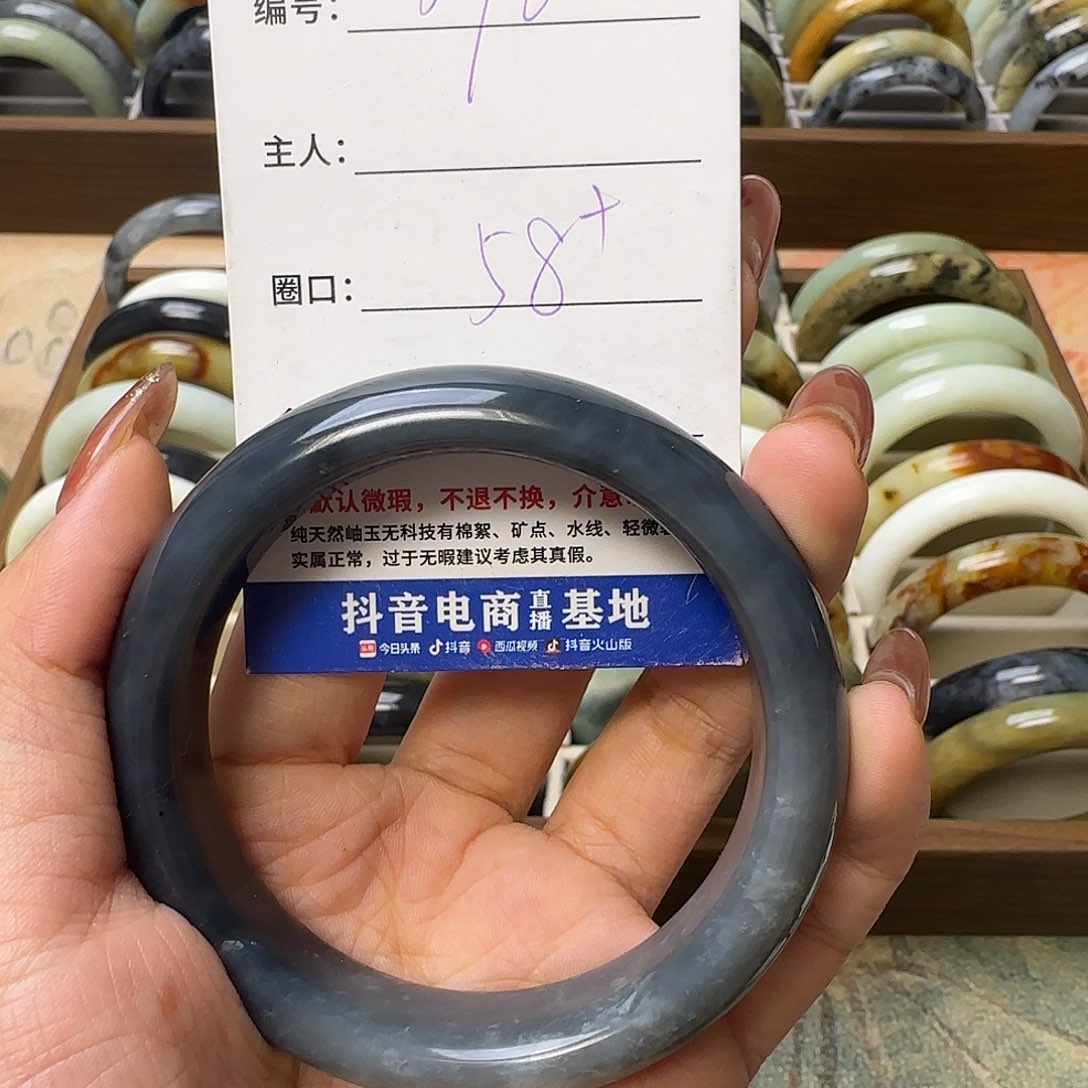 编号：
主人：
圈口： 58+
默认微瑕，不退不换，介意
纯天然岫玉无科技有棉絮、矿点、水线、轻微
实属正常，过于无暇建议考虑其真假。
抖音电商直播基地
今日头条 抖音 西瓜视频 抖音火山版